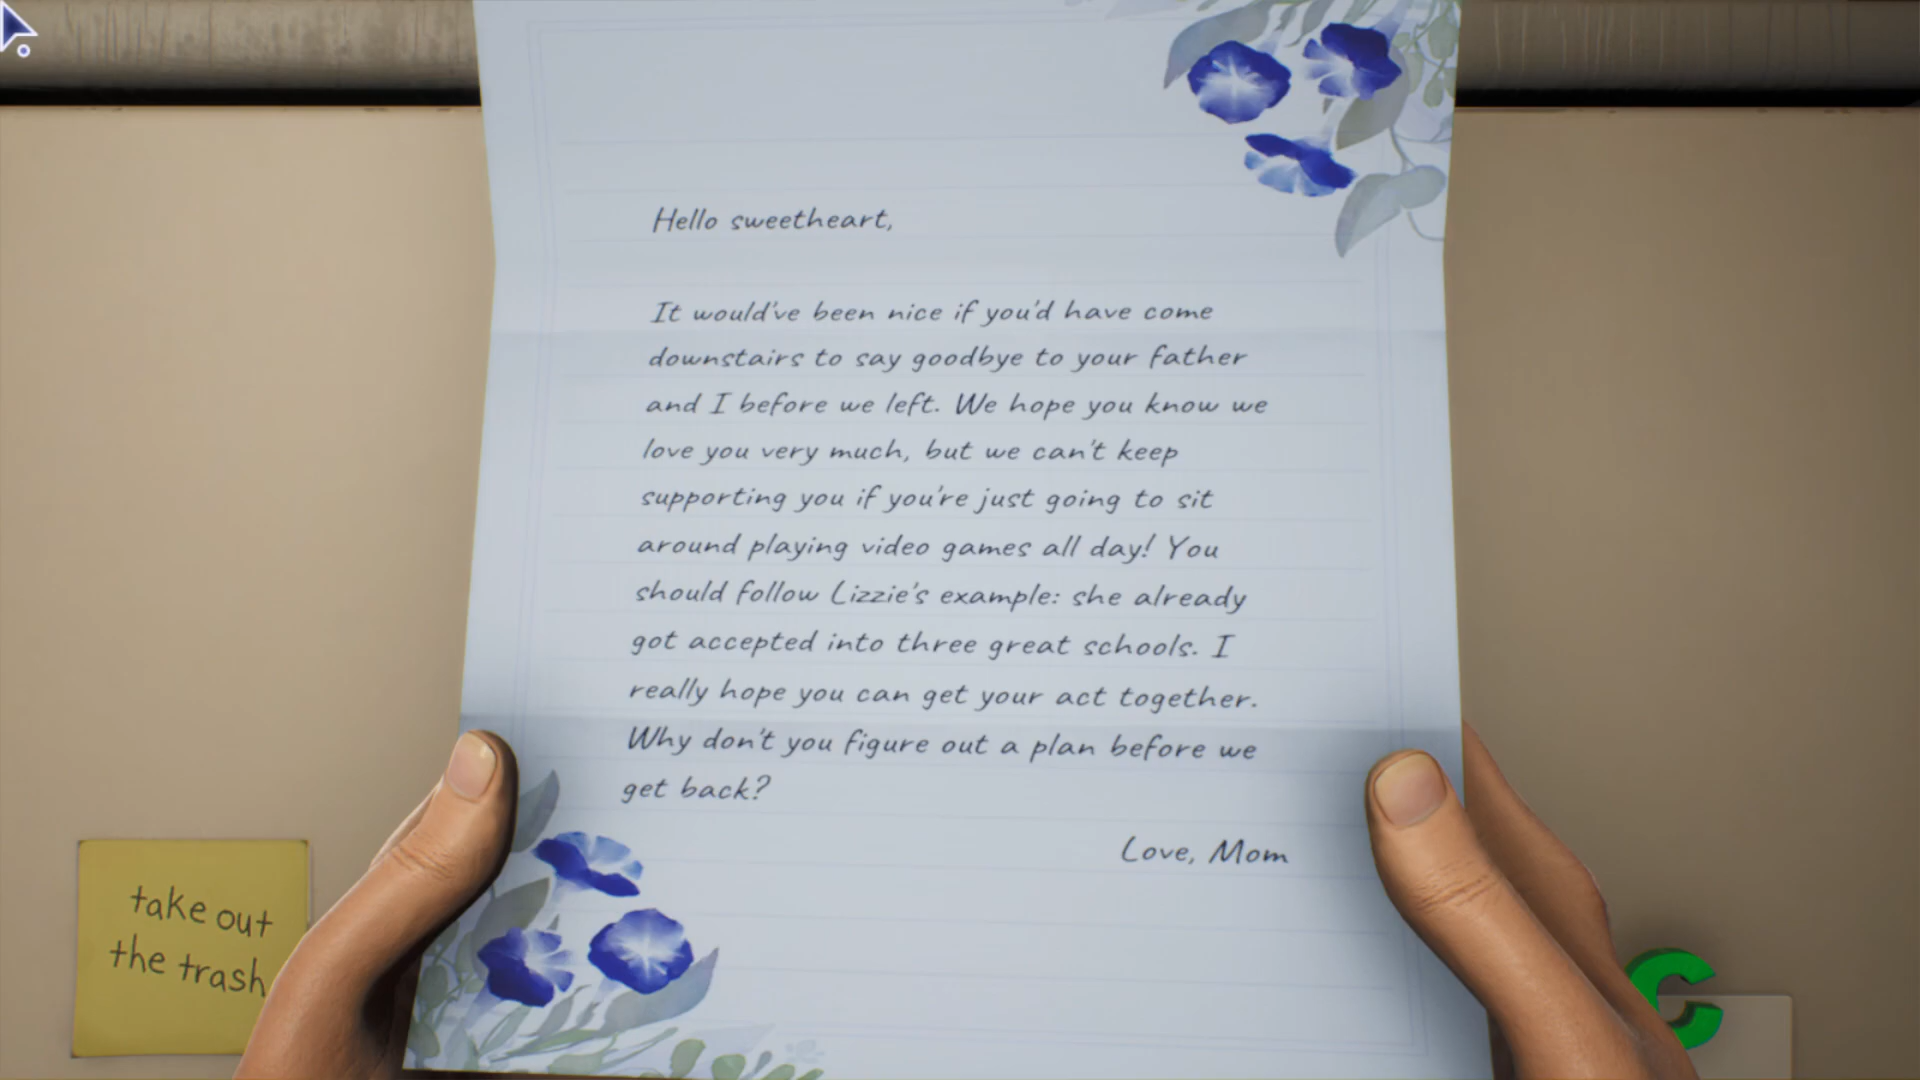 Hello sweetheart,
It would've been nice if you'd have come
downstairs to say goodbye to your father
and I before we left. We hope you know we
love you very much, but we can't keep
supporting you if you're just going to sit
around playing video games all day! You
should follow Lizzie's example: she already
got accepted into three great schools. I
really hope you can get your act together.
Why don't you figure out a plan before we
get back?
Love, Mom
take out
the trash